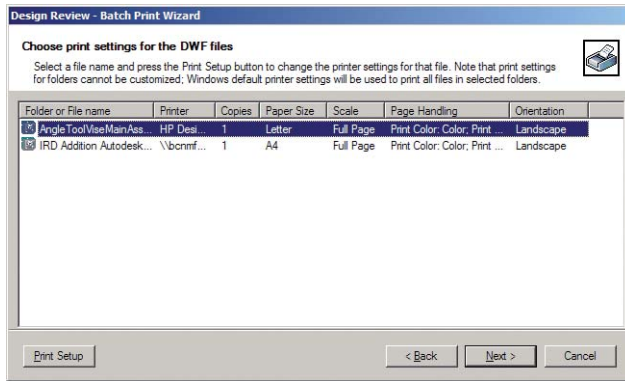 Design Review - Batch Print Wizard
Choose print settings for the DWF files
Select a file name and press the Print Setup button to change the printer settings for that file. Note that print settings
for folders cannot be customized; Windows default printer settings will be used to print all files in selected folders.
Folder or File name Printer Copies Paper Size Scale Page Handling Orientation
AngleToolViseMainAss... HP Desi... 1 Letter Full Page Print Color: Color; Print ... Landscape
IRD Addition Autodesk... \\bcnmf... 1 A4 Full Page Print Color: Color; Print ... Landscape
Print Setup < Back Next > Cancel